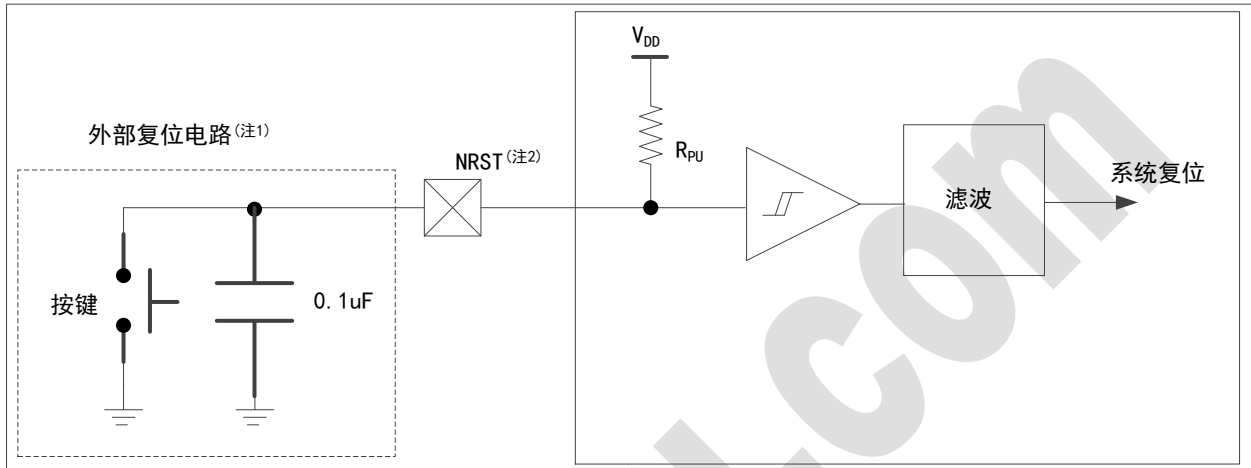 V_DD
外部复位电路(注1)
NRST(注2)
R_PU
滤波
系统复位
按键
0.1uF
.com